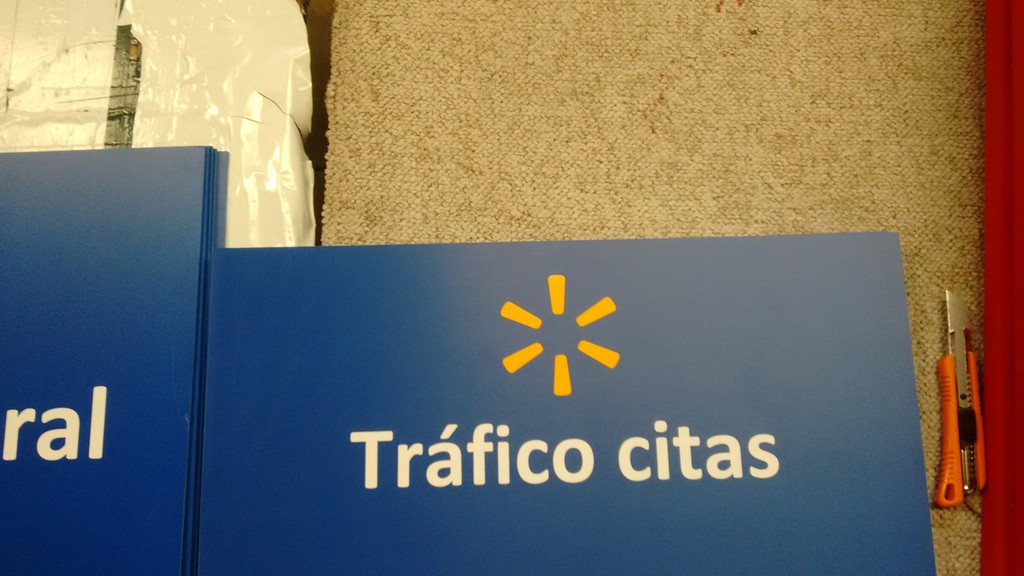 ral
Tráfico citas